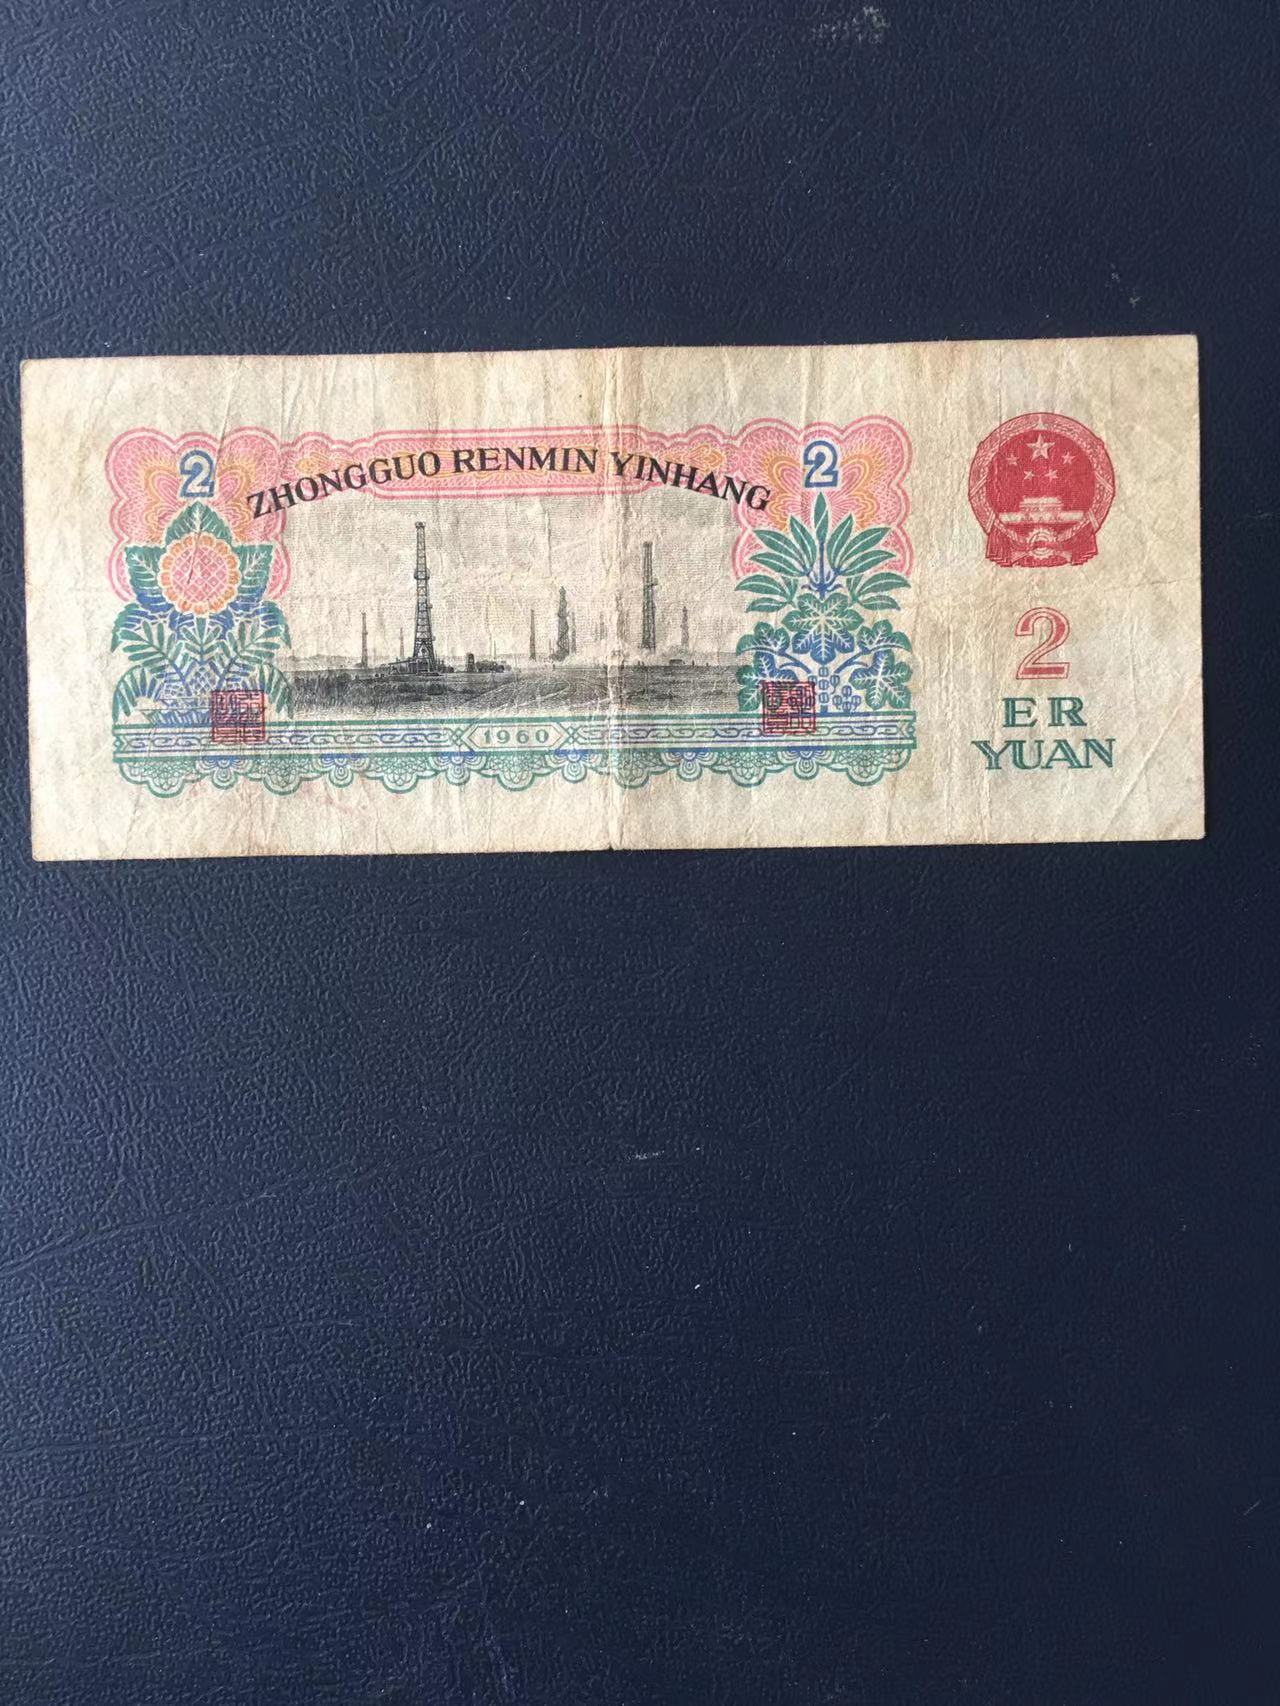 2 2
ZHONGGUO RENMIN YINHANG
1960
2
ER
YUAN